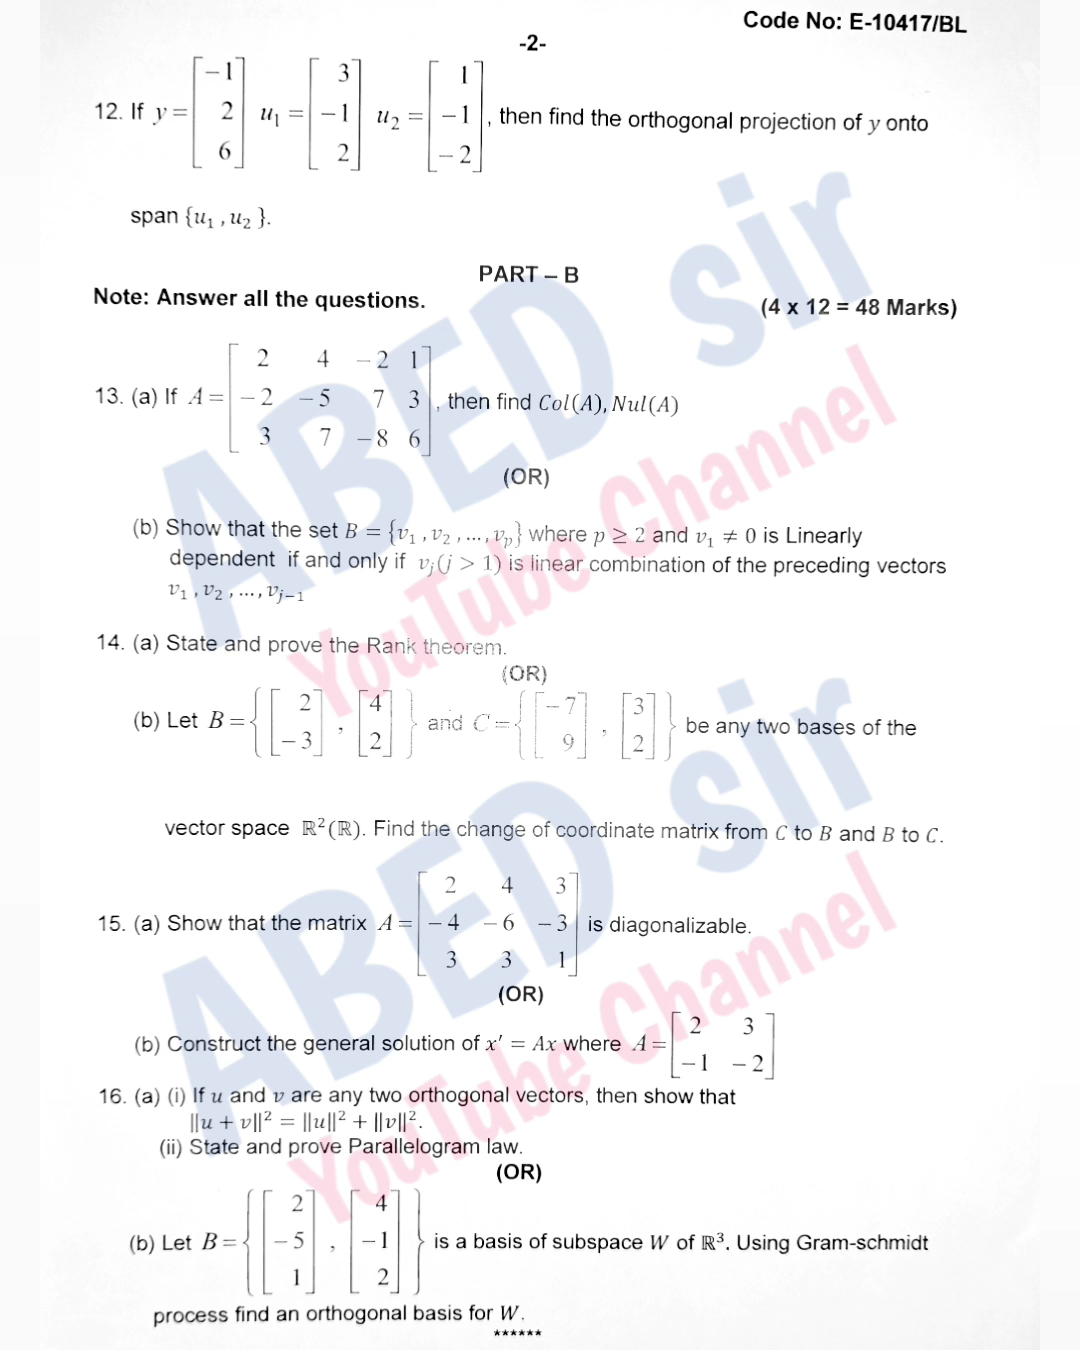 Code No: E-10417/BL
-2-
12. If y = [−1 2 6] u₁ = [3 −1 2] u₂ = [1 −1 −2], then find the orthogonal projection of y onto
span {u₁ , u₂ }.
PART – B
Note: Answer all the questions.
(4 x 12 = 48 Marks)
13. (a) If A = [2 4 −2 1
−2 −5 7 3
3 7 −8 6], then find Col(A), Nul(A)
(OR)
(b) Show that the set B = {v₁ , v₂ , ..., vₚ} where p ≥ 2 and v₁ ≠ 0 is Linearly
dependent if and only if vⱼ(j > 1) is linear combination of the preceding vectors
v₁ , v₂ , ..., vⱼ₋₁
14. (a) State and prove the Rank theorem.
(OR)
(b) Let B = {[2 −3], [4 2]} and C = {[−7 9], [3 2]} be any two bases of the
vector space ℝ²(ℝ). Find the change of coordinate matrix from C to B and B to C.
15. (a) Show that the matrix A = [2 4 3
−4 −6 −3
3 3 1] is diagonalizable.
(OR)
(b) Construct the general solution of x′ = Ax where A = [2 3
−1 −2]
16. (a) (i) If u and v are any two orthogonal vectors, then show that
||u + v||² = ||u||² + ||v||².
(ii) State and prove Parallelogram law.
(OR)
(b) Let B = {[2 −5 1], [4 −1 2]} is a basis of subspace W of ℝ³. Using Gram-schmidt
process find an orthogonal basis for W.
******
ABED sir
YouTube Channel
ABED sir
YouTube Channel